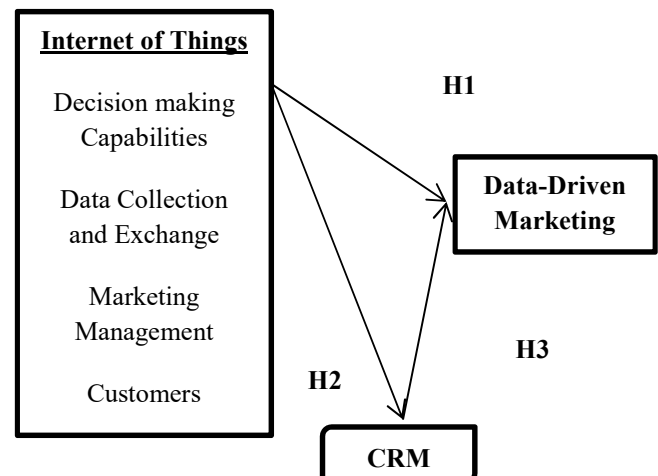 Internet of Things
Decision making
Capabilities
Data Collection
and Exchange
Marketing
Management
Customers
H1
Data-Driven
Marketing
H3
H2
CRM